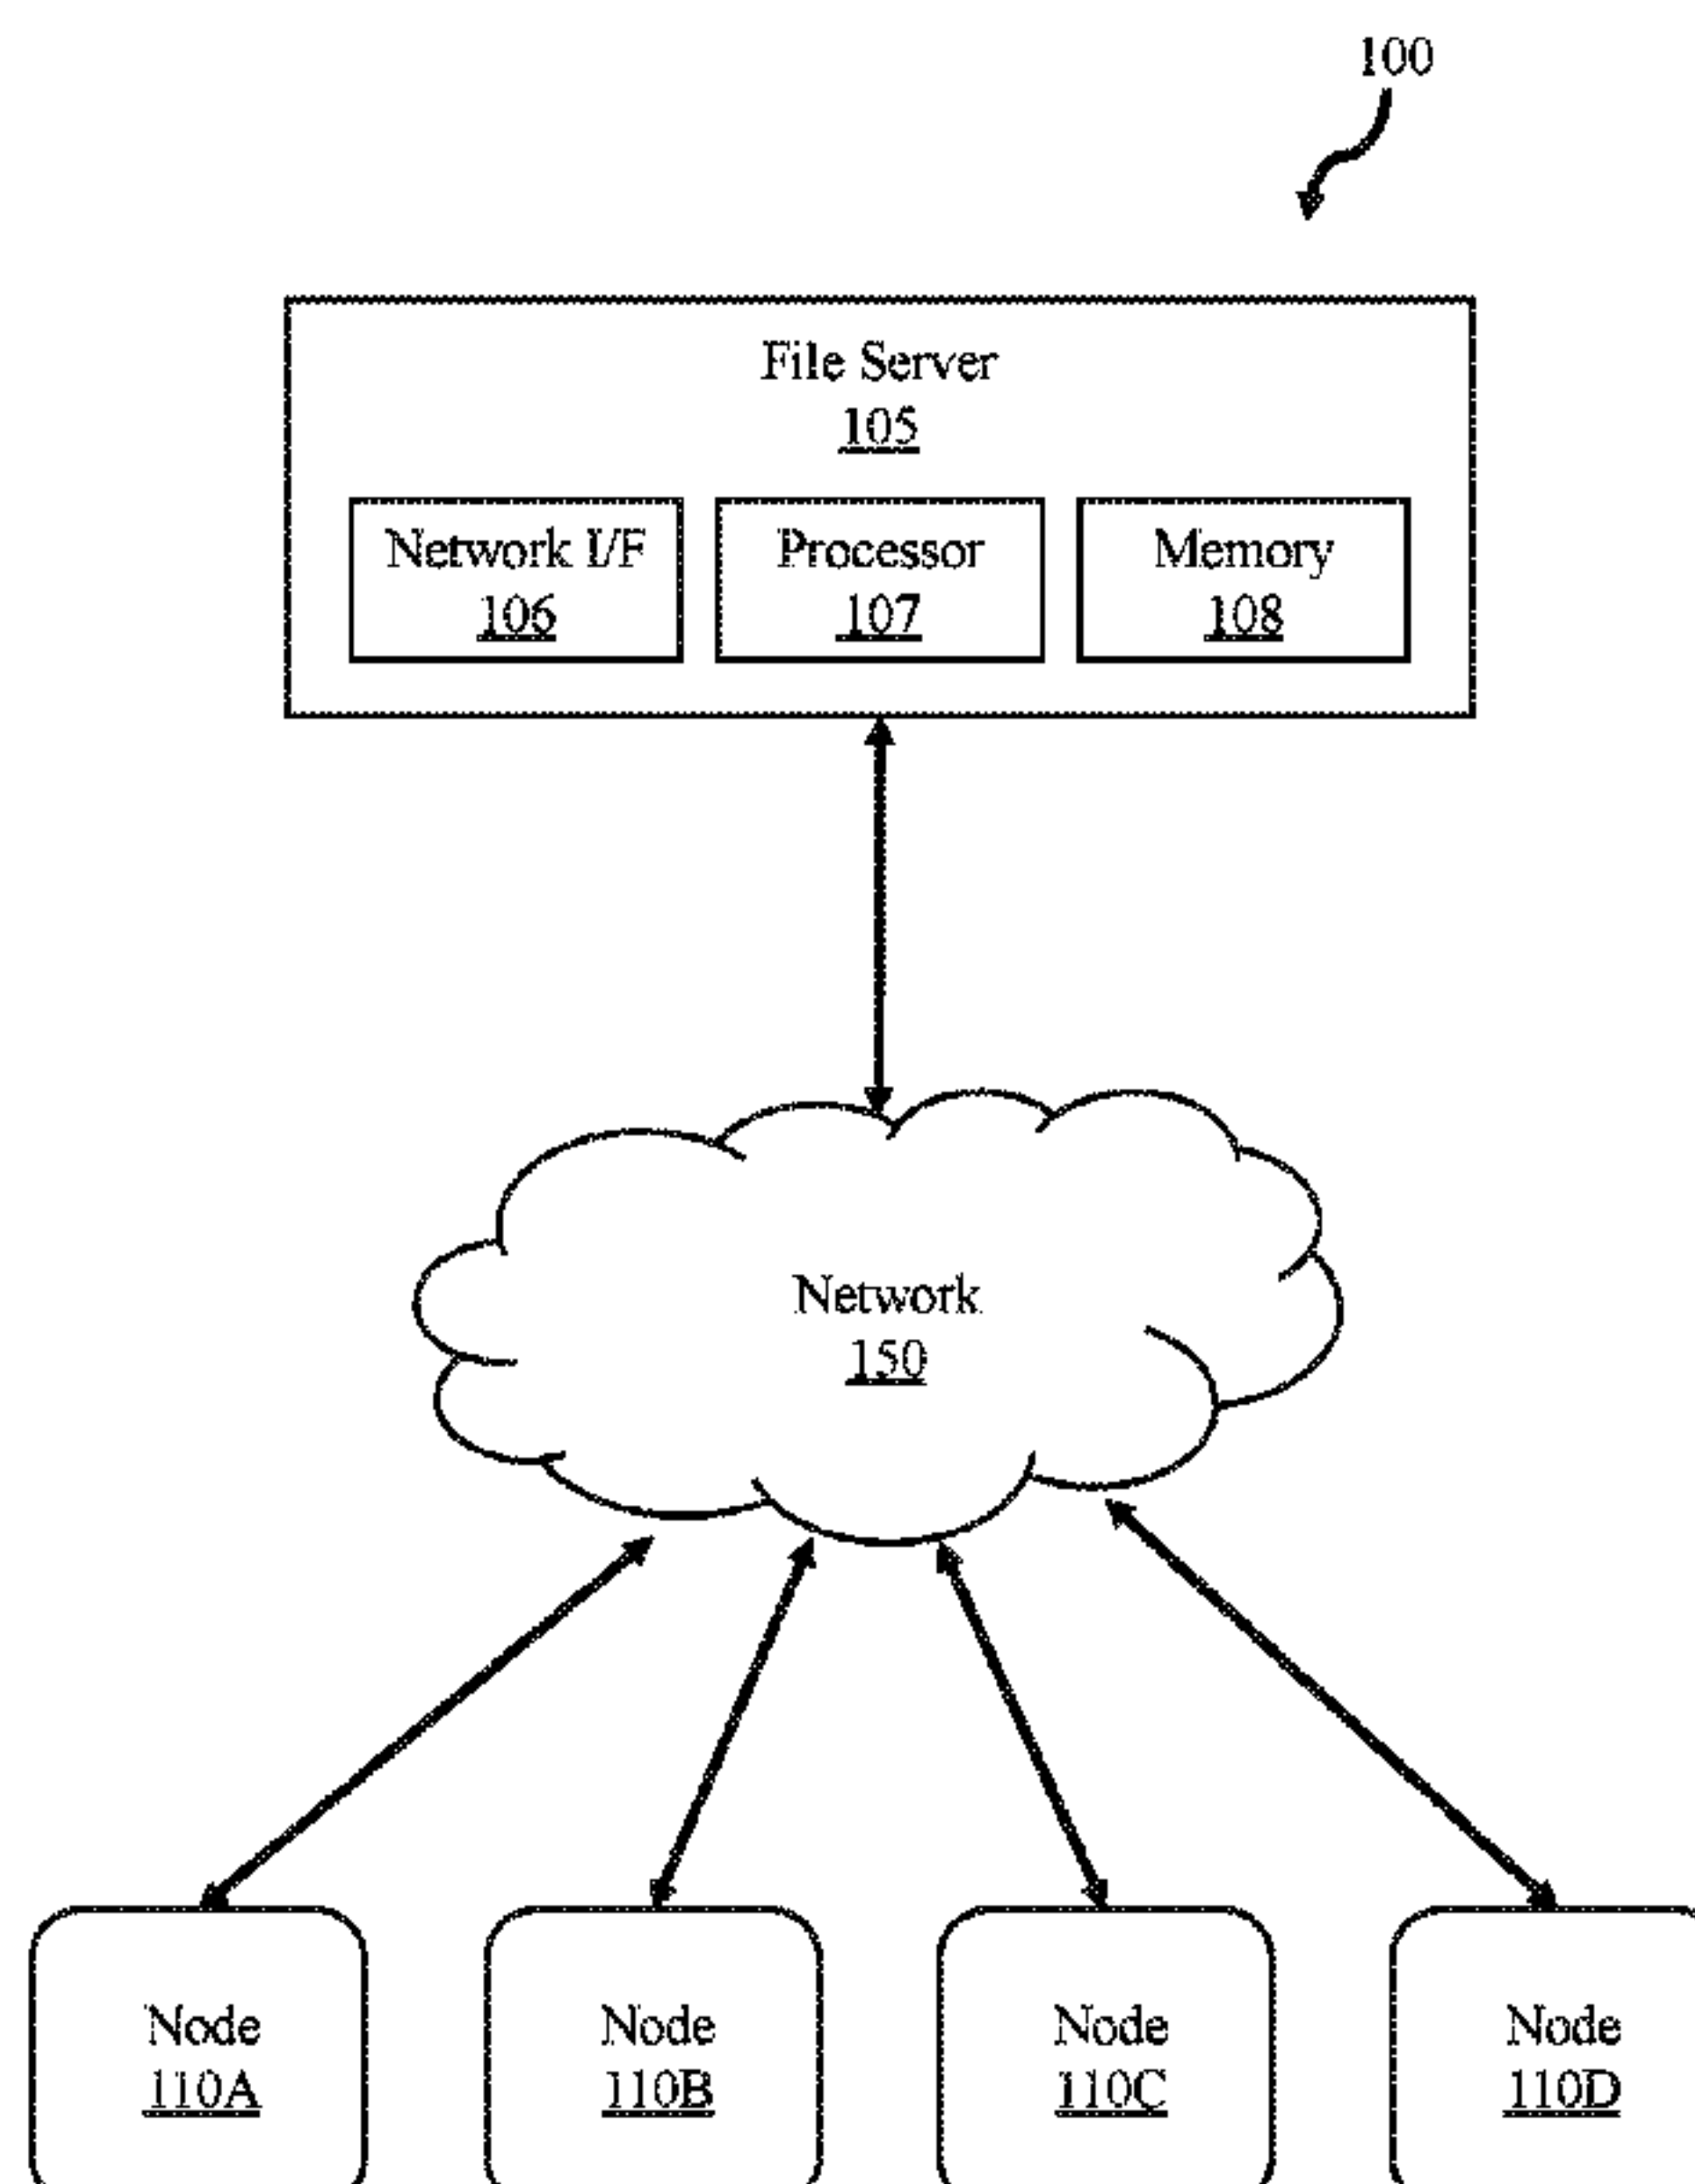 100
File Server
105
Network I/F
106
Processor
107
Memory
108
Network
150
Node
110A
Node
110B
Node
110C
Node
110D